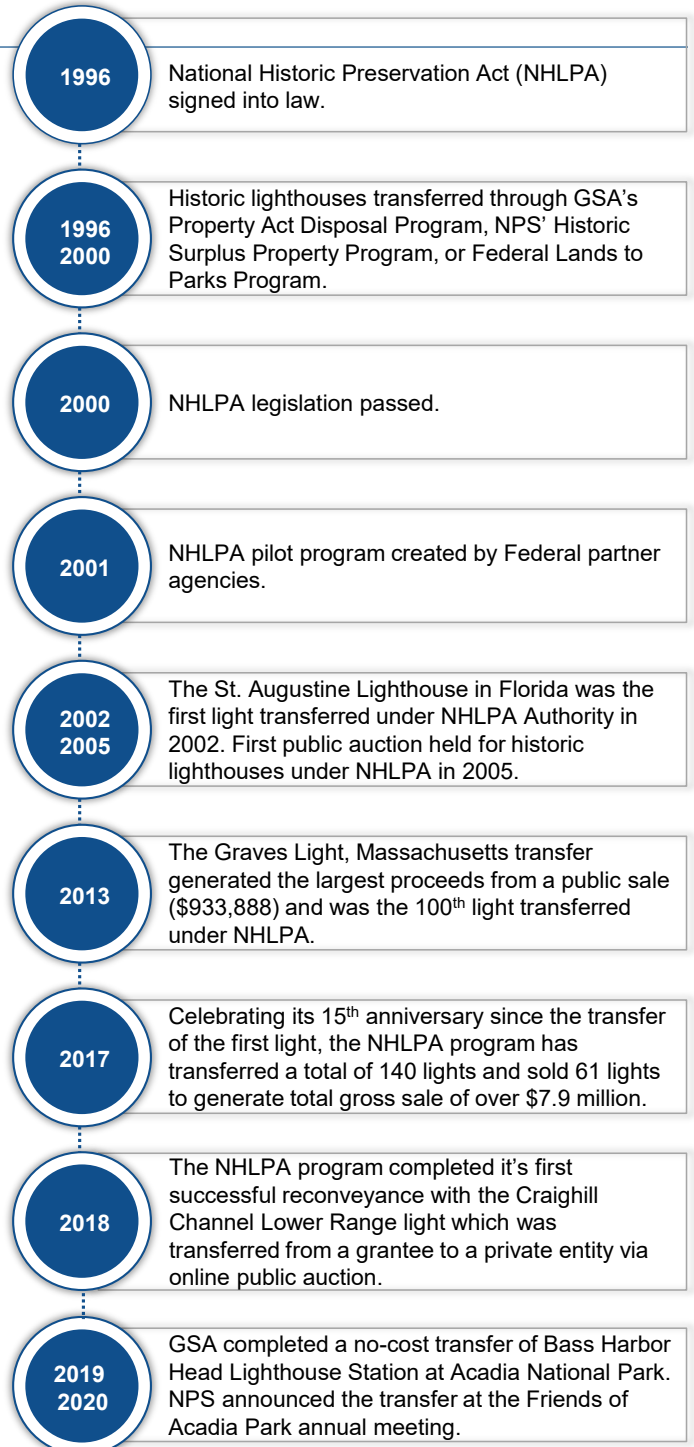 1996
National Historic Preservation Act (NHLPA)
signed into law.
1996
2000
Historic lighthouses transferred through GSA's
Property Act Disposal Program, NPS' Historic
Surplus Property Program, or Federal Lands to
Parks Program.
2000
NHLPA legislation passed.
2001
NHLPA pilot program created by Federal partner
agencies.
2002
2005
The St. Augustine Lighthouse in Florida was the
first light transferred under NHLPA Authority in
2002. First public auction held for historic
lighthouses under NHLPA in 2005.
2013
The Graves Light, Massachusetts transfer
generated the largest proceeds from a public sale
($933,888) and was the 100th light transferred
under NHLPA.
2017
Celebrating its 15th anniversary since the transfer
of the first light, the NHLPA program has
transferred a total of 140 lights and sold 61 lights
to generate total gross sale of over $7.9 million.
2018
The NHLPA program completed it's first
successful reconveyance with the Craighill
Channel Lower Range light which was
transferred from a grantee to a private entity via
online public auction.
2019
2020
GSA completed a no-cost transfer of Bass Harbor
Head Lighthouse Station at Acadia National Park.
NPS announced the transfer at the Friends of
Acadia Park annual meeting.